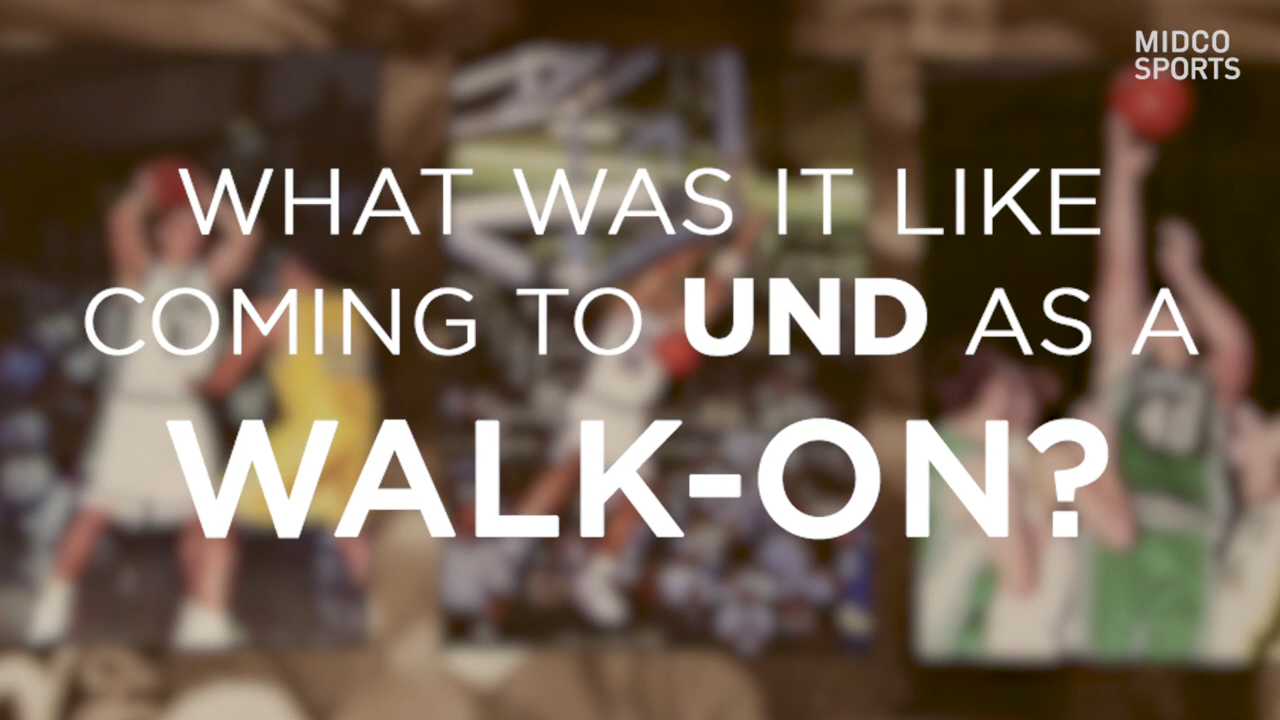 MIDCO
SPORTS
WHAT WAS IT LIKE
COMING TO UND AS A
WALK-ON?